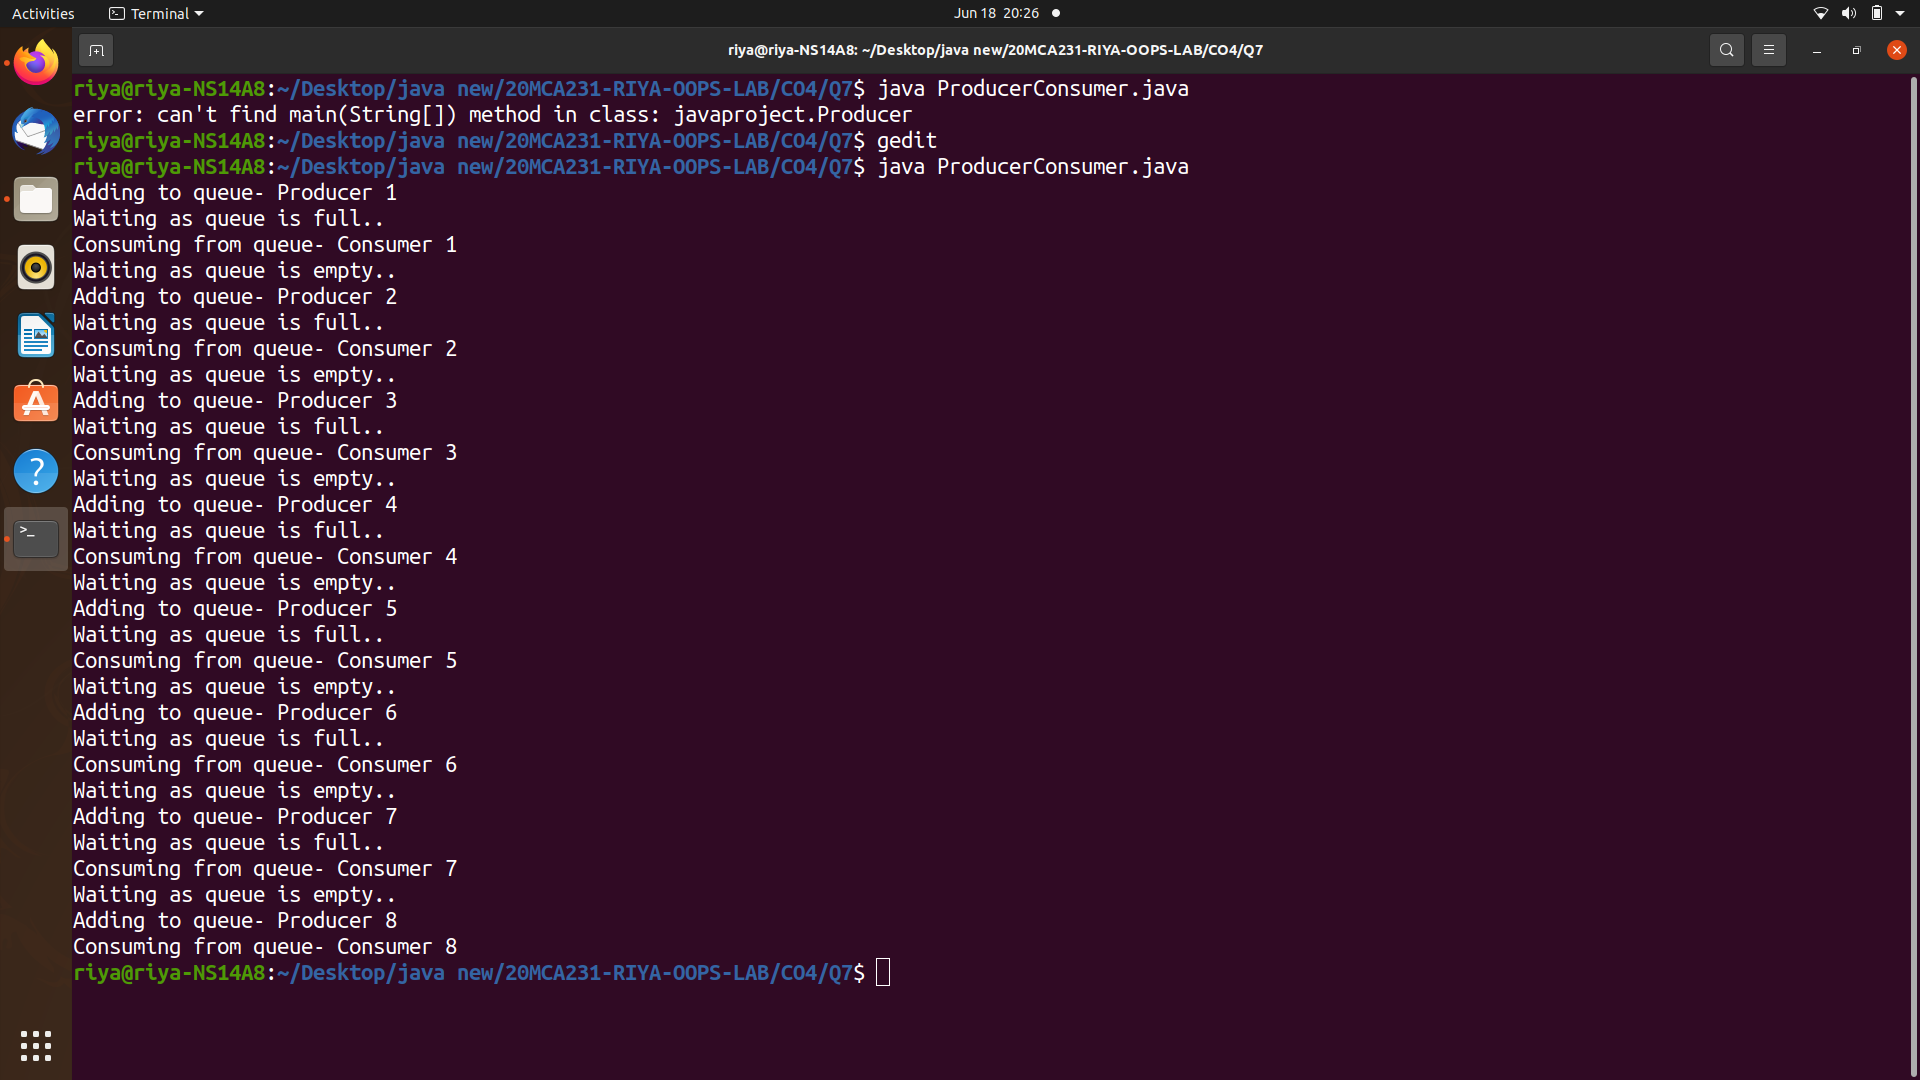 Activities
Terminal
Jun 18 20:26
riya@riya-NS14A8: ~/Desktop/java new/20MCA231-RIYA-OOPS-LAB/CO4/Q7
riya@riya-NS14A8:~/Desktop/java new/20MCA231-RIYA-OOPS-LAB/CO4/Q7$ java ProducerConsumer.java
error: can't find main(String[]) method in class: javaproject.Producer
riya@riya-NS14A8:~/Desktop/java new/20MCA231-RIYA-OOPS-LAB/CO4/Q7$ gedit
riya@riya-NS14A8:~/Desktop/java new/20MCA231-RIYA-OOPS-LAB/CO4/Q7$ java ProducerConsumer.java
Adding to queue- Producer 1
Waiting as queue is full..
Consuming from queue- Consumer 1
Waiting as queue is empty..
Adding to queue- Producer 2
Waiting as queue is full..
Consuming from queue- Consumer 2
Waiting as queue is empty..
Adding to queue- Producer 3
Waiting as queue is full..
Consuming from queue- Consumer 3
Waiting as queue is empty..
Adding to queue- Producer 4
Waiting as queue is full..
Consuming from queue- Consumer 4
Waiting as queue is empty..
Adding to queue- Producer 5
Waiting as queue is full..
Consuming from queue- Consumer 5
Waiting as queue is empty..
Adding to queue- Producer 6
Waiting as queue is full..
Consuming from queue- Consumer 6
Waiting as queue is empty..
Adding to queue- Producer 7
Waiting as queue is full..
Consuming from queue- Consumer 7
Waiting as queue is empty..
Adding to queue- Producer 8
Consuming from queue- Consumer 8
riya@riya-NS14A8:~/Desktop/java new/20MCA231-RIYA-OOPS-LAB/CO4/Q7$